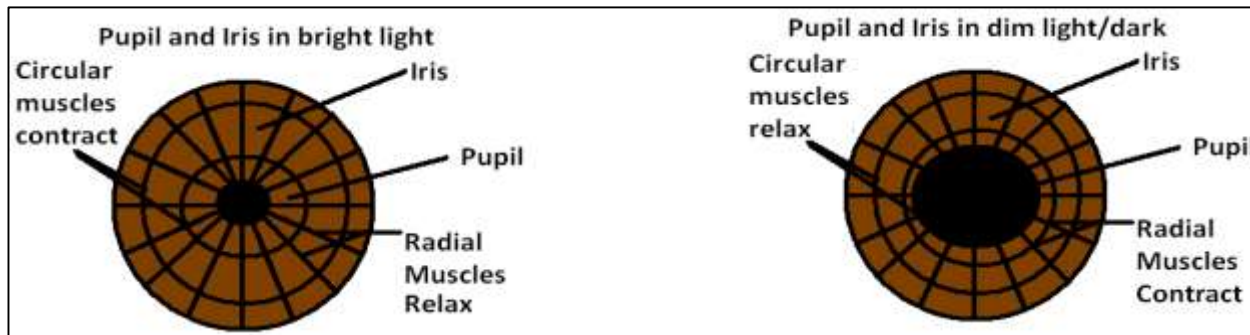 Pupil and Iris in bright light
Circular
muscles
contract
Iris
Pupil
Radial
Muscles
Relax
Pupil and Iris in dim light/dark
Circular
muscles
relax
Iris
Pupil
Radial
Muscles
Contract